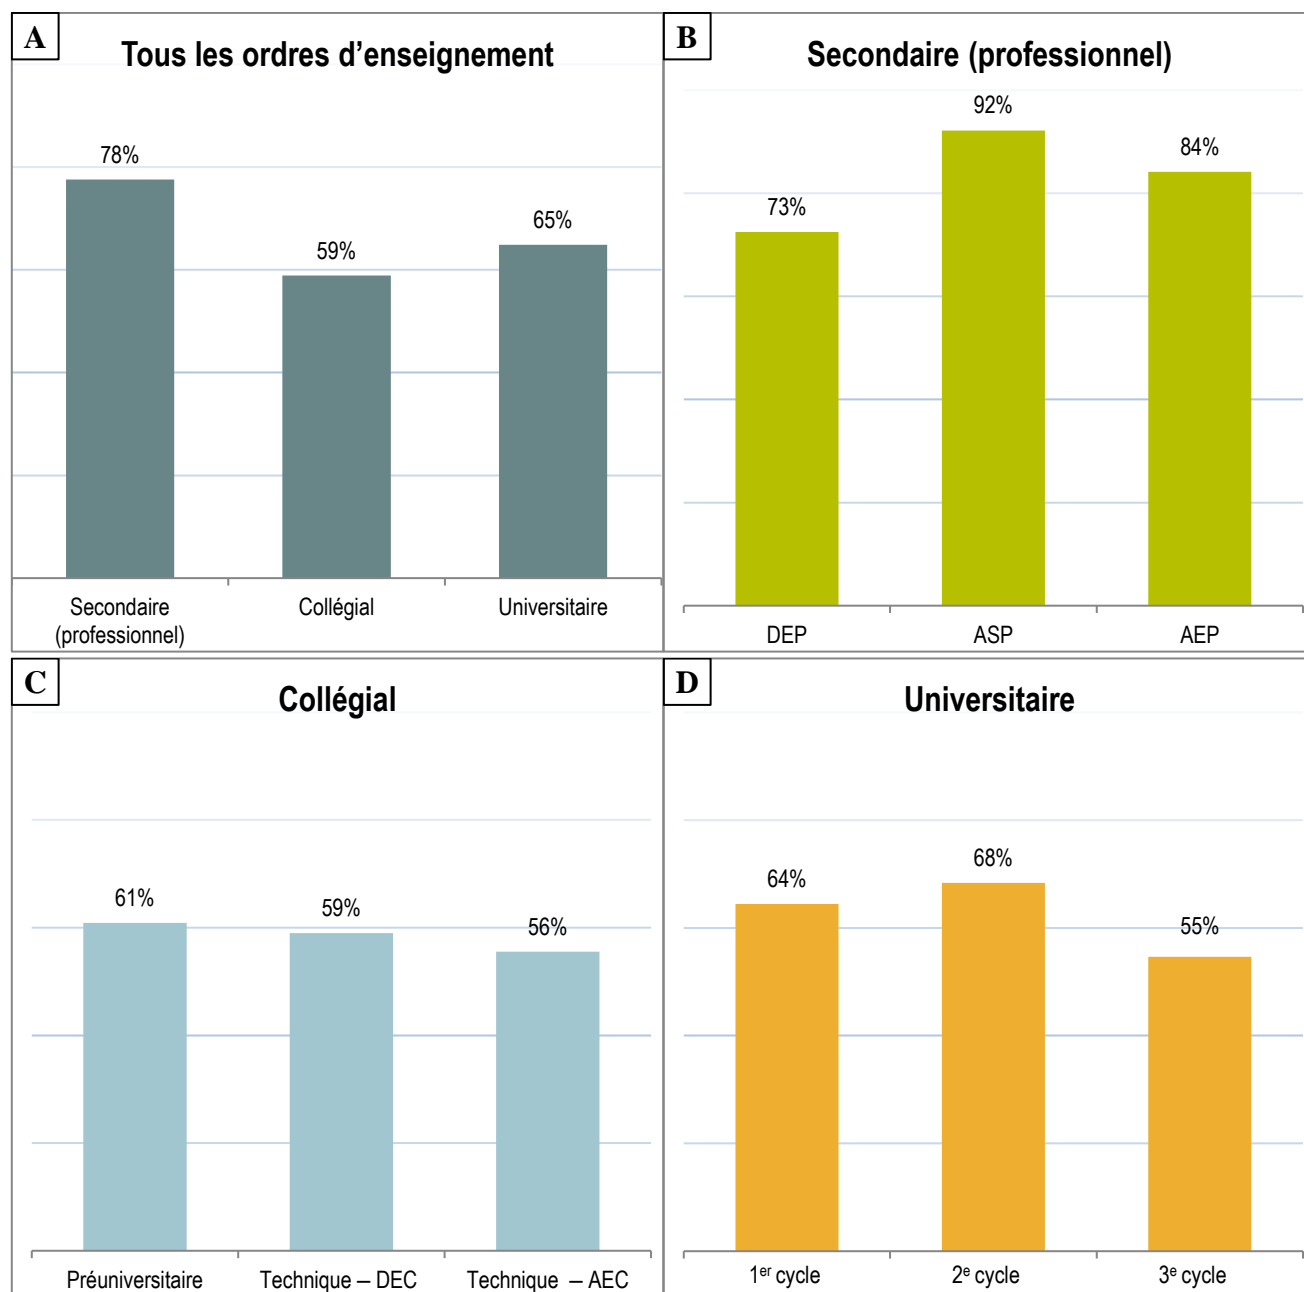 A
Tous les ordres d’enseignement
78%
59%
65%
Secondaire
(professionnel)
Collégial
Universitaire
B
Secondaire (professionnel)
73%
92%
84%
DEP
ASP
AEP
C
Collégial
61%
59%
56%
Préuniversitaire
Technique – DEC
Technique – AEC
D
Universitaire
64%
68%
55%
1er cycle
2e cycle
3e cycle